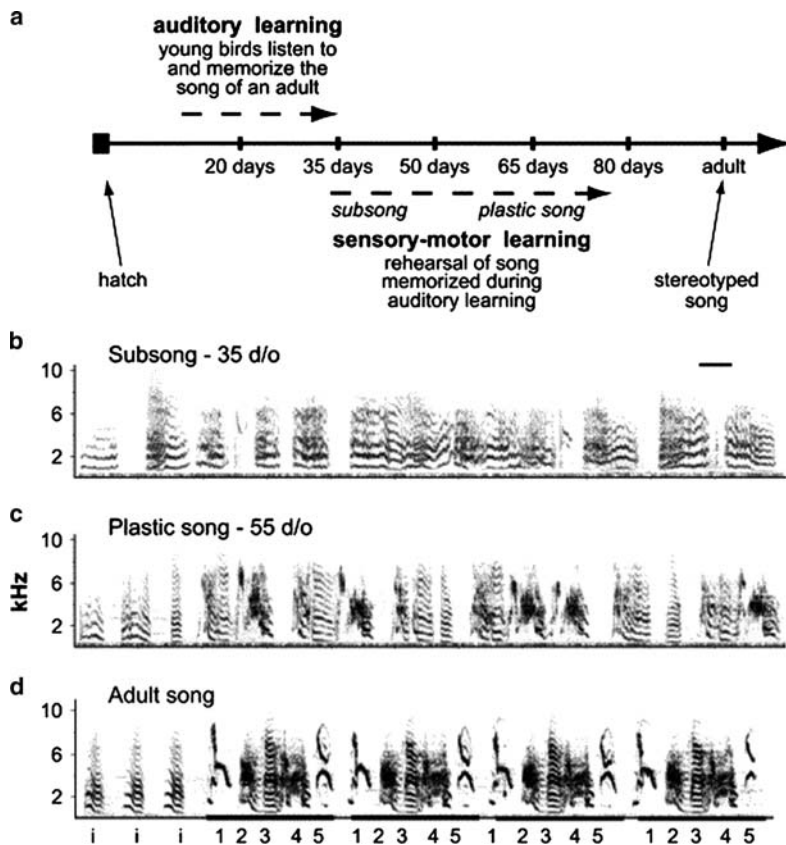 a
auditory learning
young birds listen to
and memorize the
song of an adult
20 days 35 days 50 days 65 days 80 days adult
subsong plastic song
sensory-motor learning
rehearsal of song
memorized during
auditory learning
hatch
stereotyped
song
b
Subsong - 35 d/o
10
6
2
c
Plastic song - 55 d/o
10
6
2
kHz
d
Adult song
10
6
2
i i i 1 2 3 4 5 1 2 3 4 5 1 2 3 4 5 1 2 3 4 5